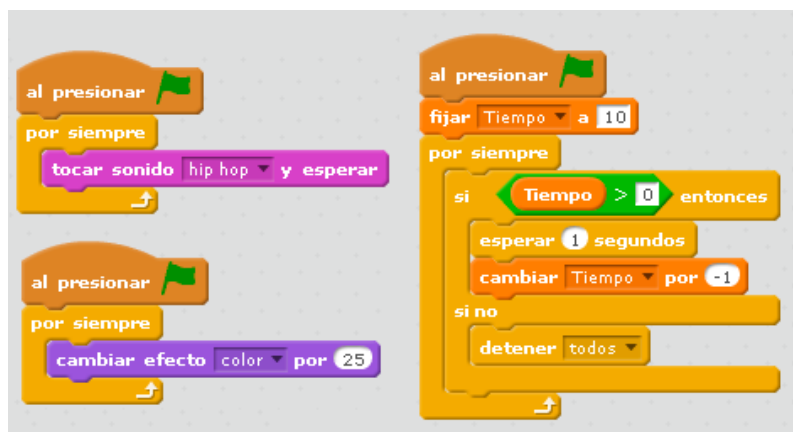 al presionar
por siempre
tocar sonido hip hop y esperar
al presionar
por siempre
cambiar efecto color por 25
al presionar
fijar Tiempo a 10
por siempre
si Tiempo > 0 entonces
esperar 1 segundos
cambiar Tiempo por -1
si no
detener todos